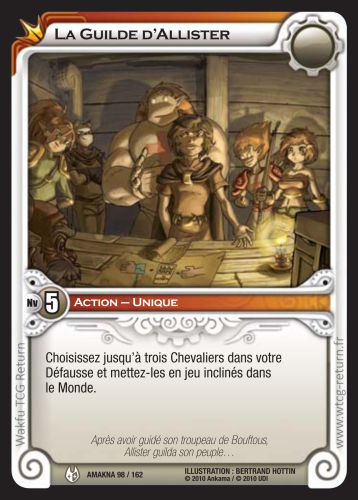 La Guilde d'Allister
Nv 5 Action – Unique
Choisissez jusqu'à trois Chevaliers dans votre
Défausse et mettez-les en jeu inclinés dans
le Monde.
Après avoir guidé son troupeau de Bouftous,
Allister guilda son peuple…
AMAKNA 98 / 162
ILLUSTRATION : BERTRAND HOTTIN
© 2010 Ankama / © 2010 UDI
Wakfu TCG Return
www.wtcg-return.fr